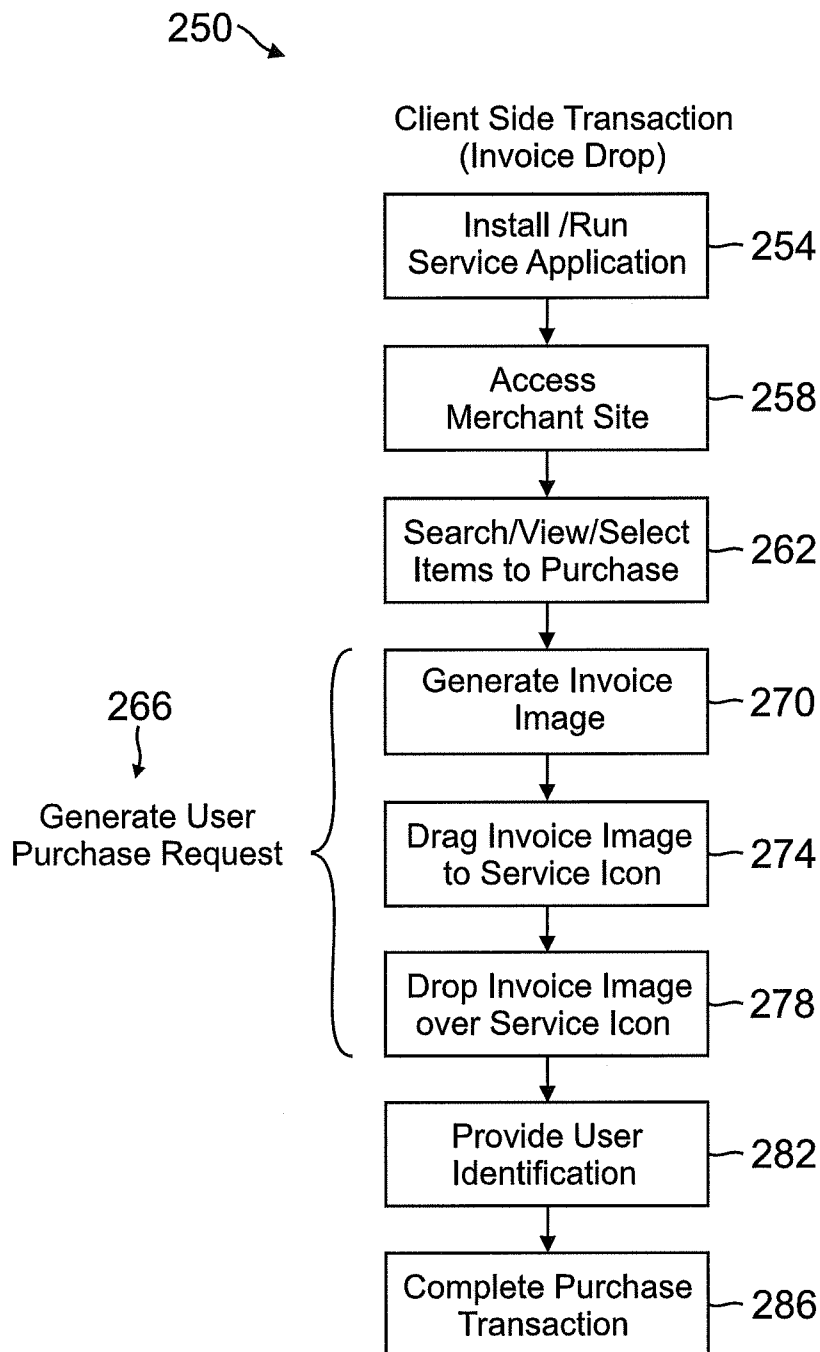 250
Client Side Transaction
(Invoice Drop)
Install /Run
Service Application
254
Access
Merchant Site
258
Search/View/Select
Items to Purchase
262
266
Generate User
Purchase Request
Generate Invoice
Image
270
Drag Invoice Image
to Service Icon
274
Drop Invoice Image
over Service Icon
278
Provide User
Identification
282
Complete Purchase
Transaction
286